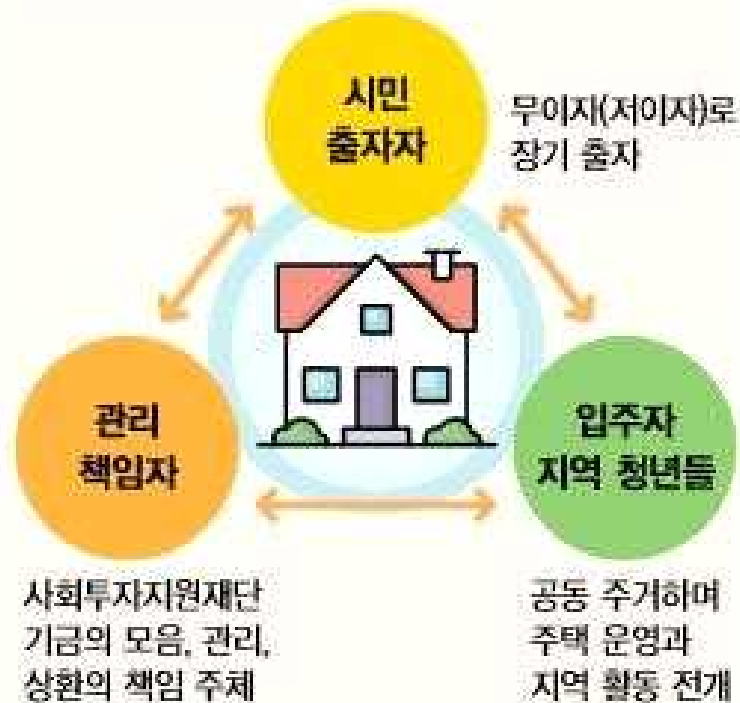 시민
출자자
무이자(저이자)로
장기 출자
관리
책임자
입주자
지역 청년들
사회투자지원재단
기금의 모음, 관리,
상환의 책임 주체
공동 주거하며
주택 운영과
지역 활동 전개